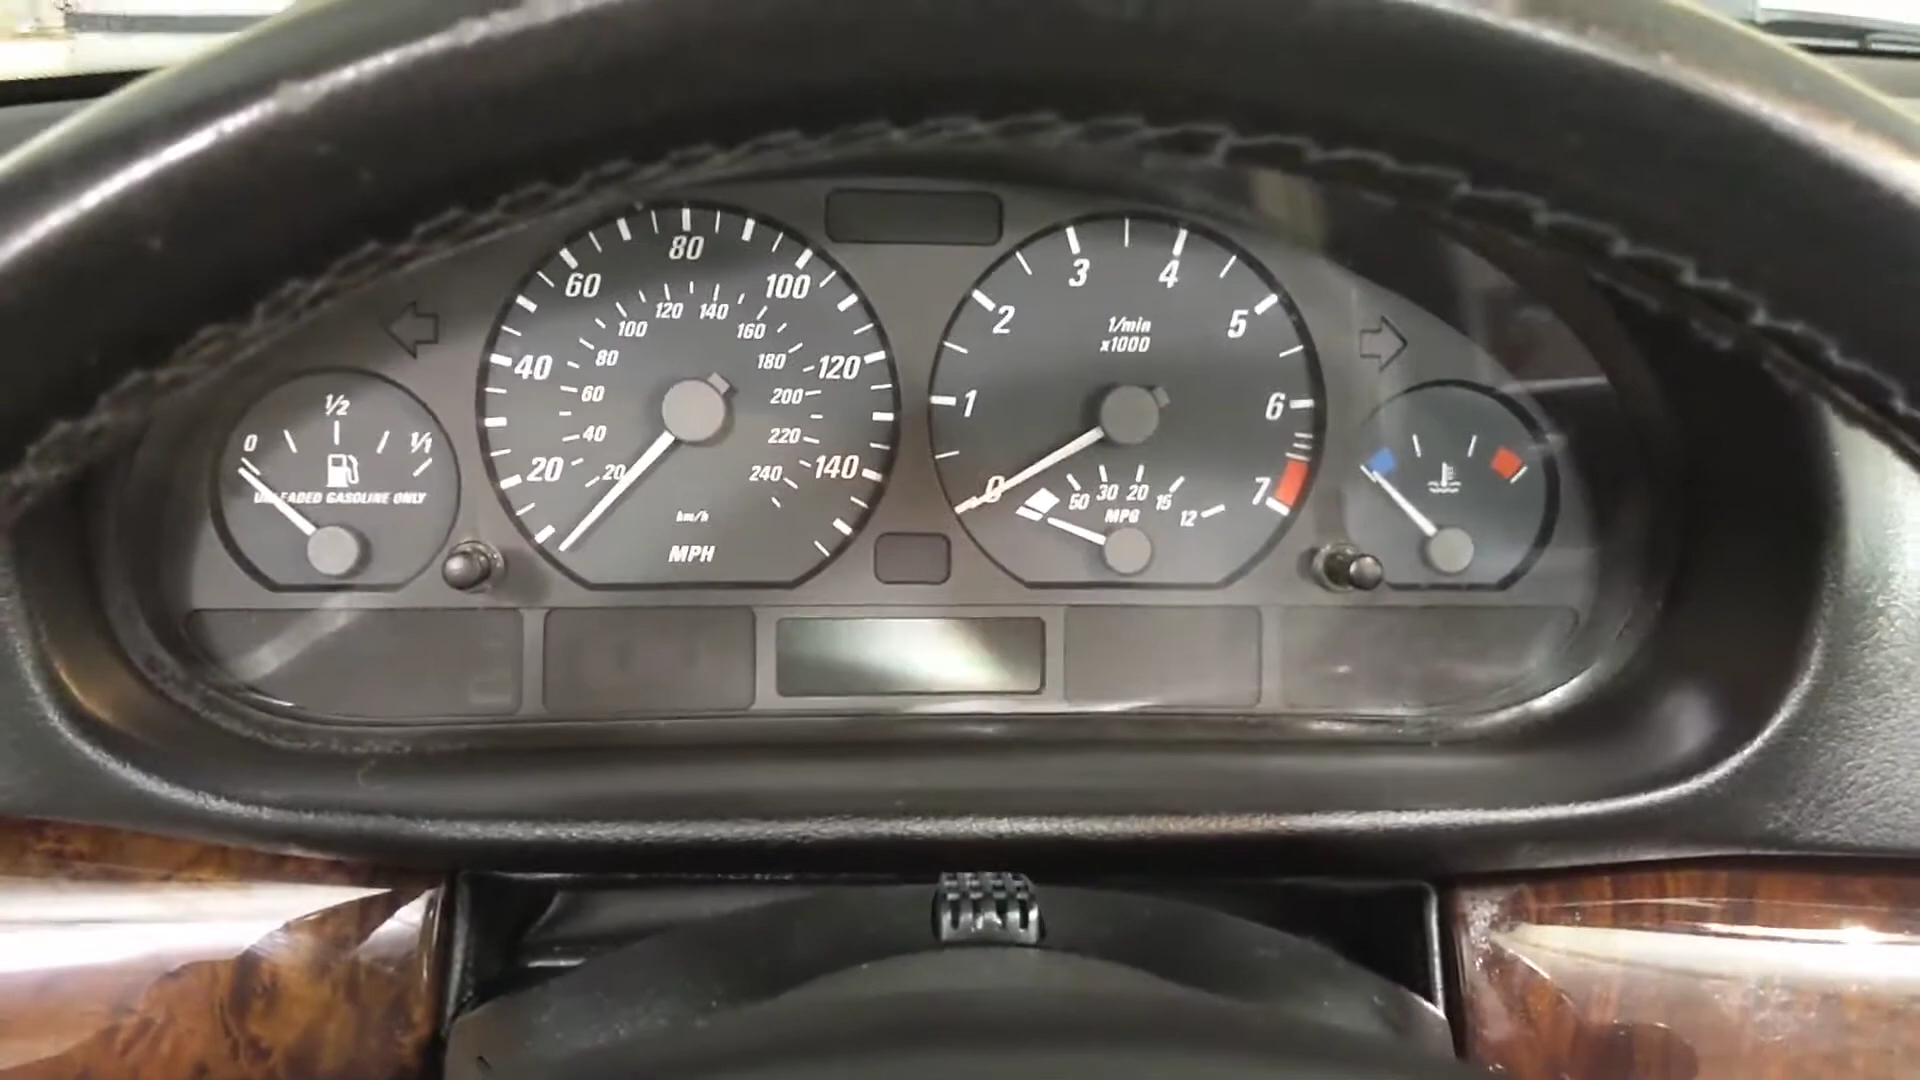 0 1/2 1/1
UNLEADED GASOLINE ONLY
20 40 60 80 100 120 140
20 40 60 80 100 120 140 160 180 200 220 240
km/h
MPH
0 1 2 3 4 5 6 7
1/min
x1000
50 30 20 15 12
MPG